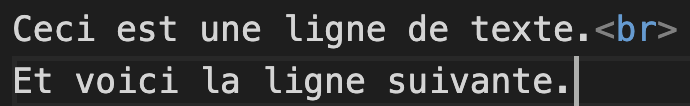 Ceci est une ligne de texte.<br>
Et voici la ligne suivante.